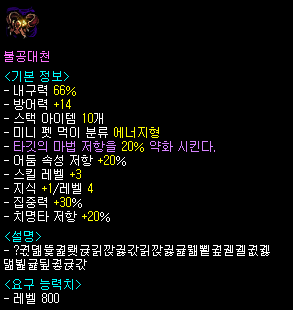 불공대천
<기본 정보>
- 내구력 66%
- 방어력 +14
- 스택 아이템 10개
- 미니 펫 먹이 분류 에너지형
- 타깃의 마법 저항을 20% 약화 시킨다.
- 어둠 속성 저항 +20%
- 스킬 레벨 +3
- 지식 +1/레벨 4
- 집중력 +30%
- 치명타 저항 +20%
<설명>
<요구 능력치>
- 레벨 800